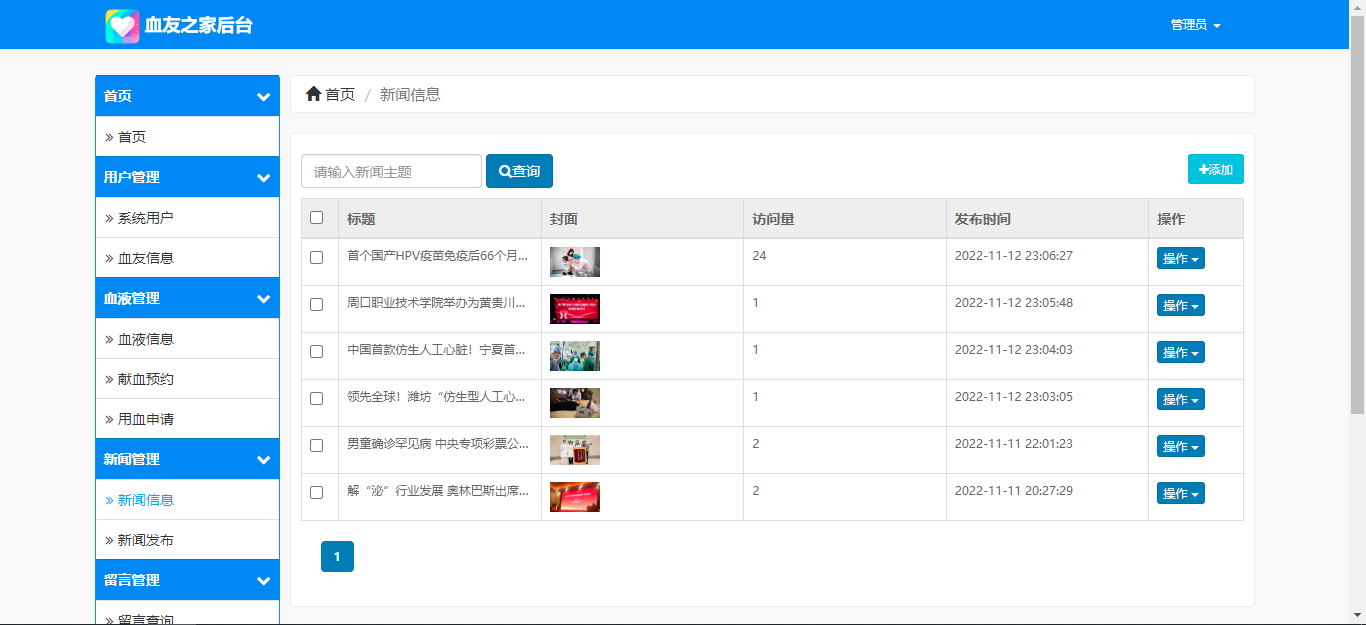 血友之家后台
管理员
首页
» 首页
用户管理
» 系统用户
» 血友信息
血液管理
» 血液信息
» 献血预约
» 用血申请
新闻管理
» 新闻信息
» 新闻发布
留言管理
» 留言查询
首页 / 新闻信息
请输入新闻主题 查询 添加
标题 封面 访问量 发布时间 操作
首个国产HPV疫苗免疫后66个月... 24 2022-11-12 23:06:27 操作
周口职业技术学院举办为黄贵川... 1 2022-11-12 23:05:48 操作
中国首款仿生人工心脏！宁夏首... 1 2022-11-12 23:04:03 操作
领先全球！潍坊“仿生型人工心... 1 2022-11-12 23:03:05 操作
男童确诊罕见病 中央专项彩票公... 2 2022-11-11 22:01:23 操作
解“泌”行业发展 奥林巴斯出席... 2 2022-11-11 20:27:29 操作
1